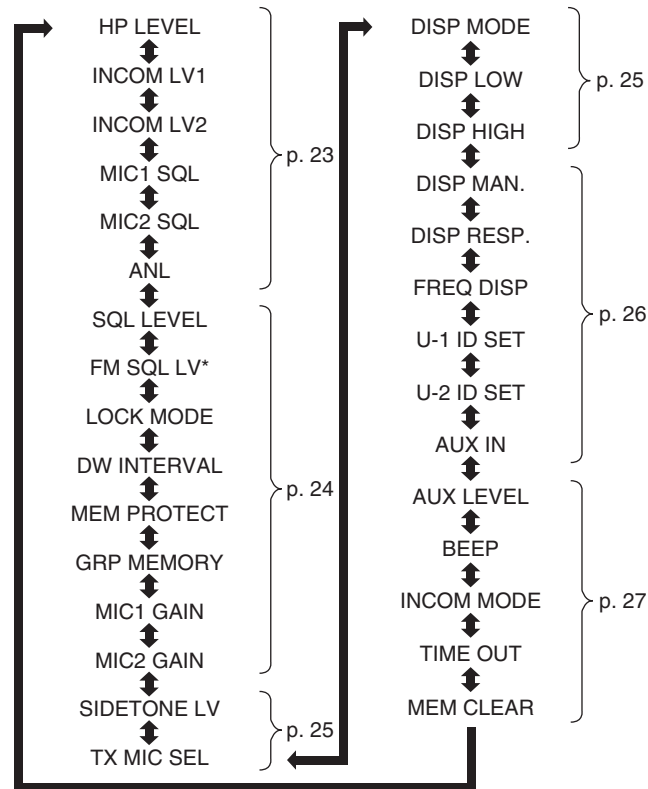 HP LEVEL
INCOM LV1
INCOM LV2
MIC1 SQL
MIC2 SQL
ANL
p. 23
SQL LEVEL
FM SQL LV*
LOCK MODE
DW INTERVAL
MEM PROTECT
GRP MEMORY
MIC1 GAIN
MIC2 GAIN
p. 24
SIDETONE LV
TX MIC SEL
p. 25
DISP MODE
DISP LOW
DISP HIGH
p. 25
DISP MAN.
DISP RESP.
FREQ DISP
U-1 ID SET
U-2 ID SET
AUX IN
p. 26
AUX LEVEL
BEEP
INCOM MODE
TIME OUT
MEM CLEAR
p. 27